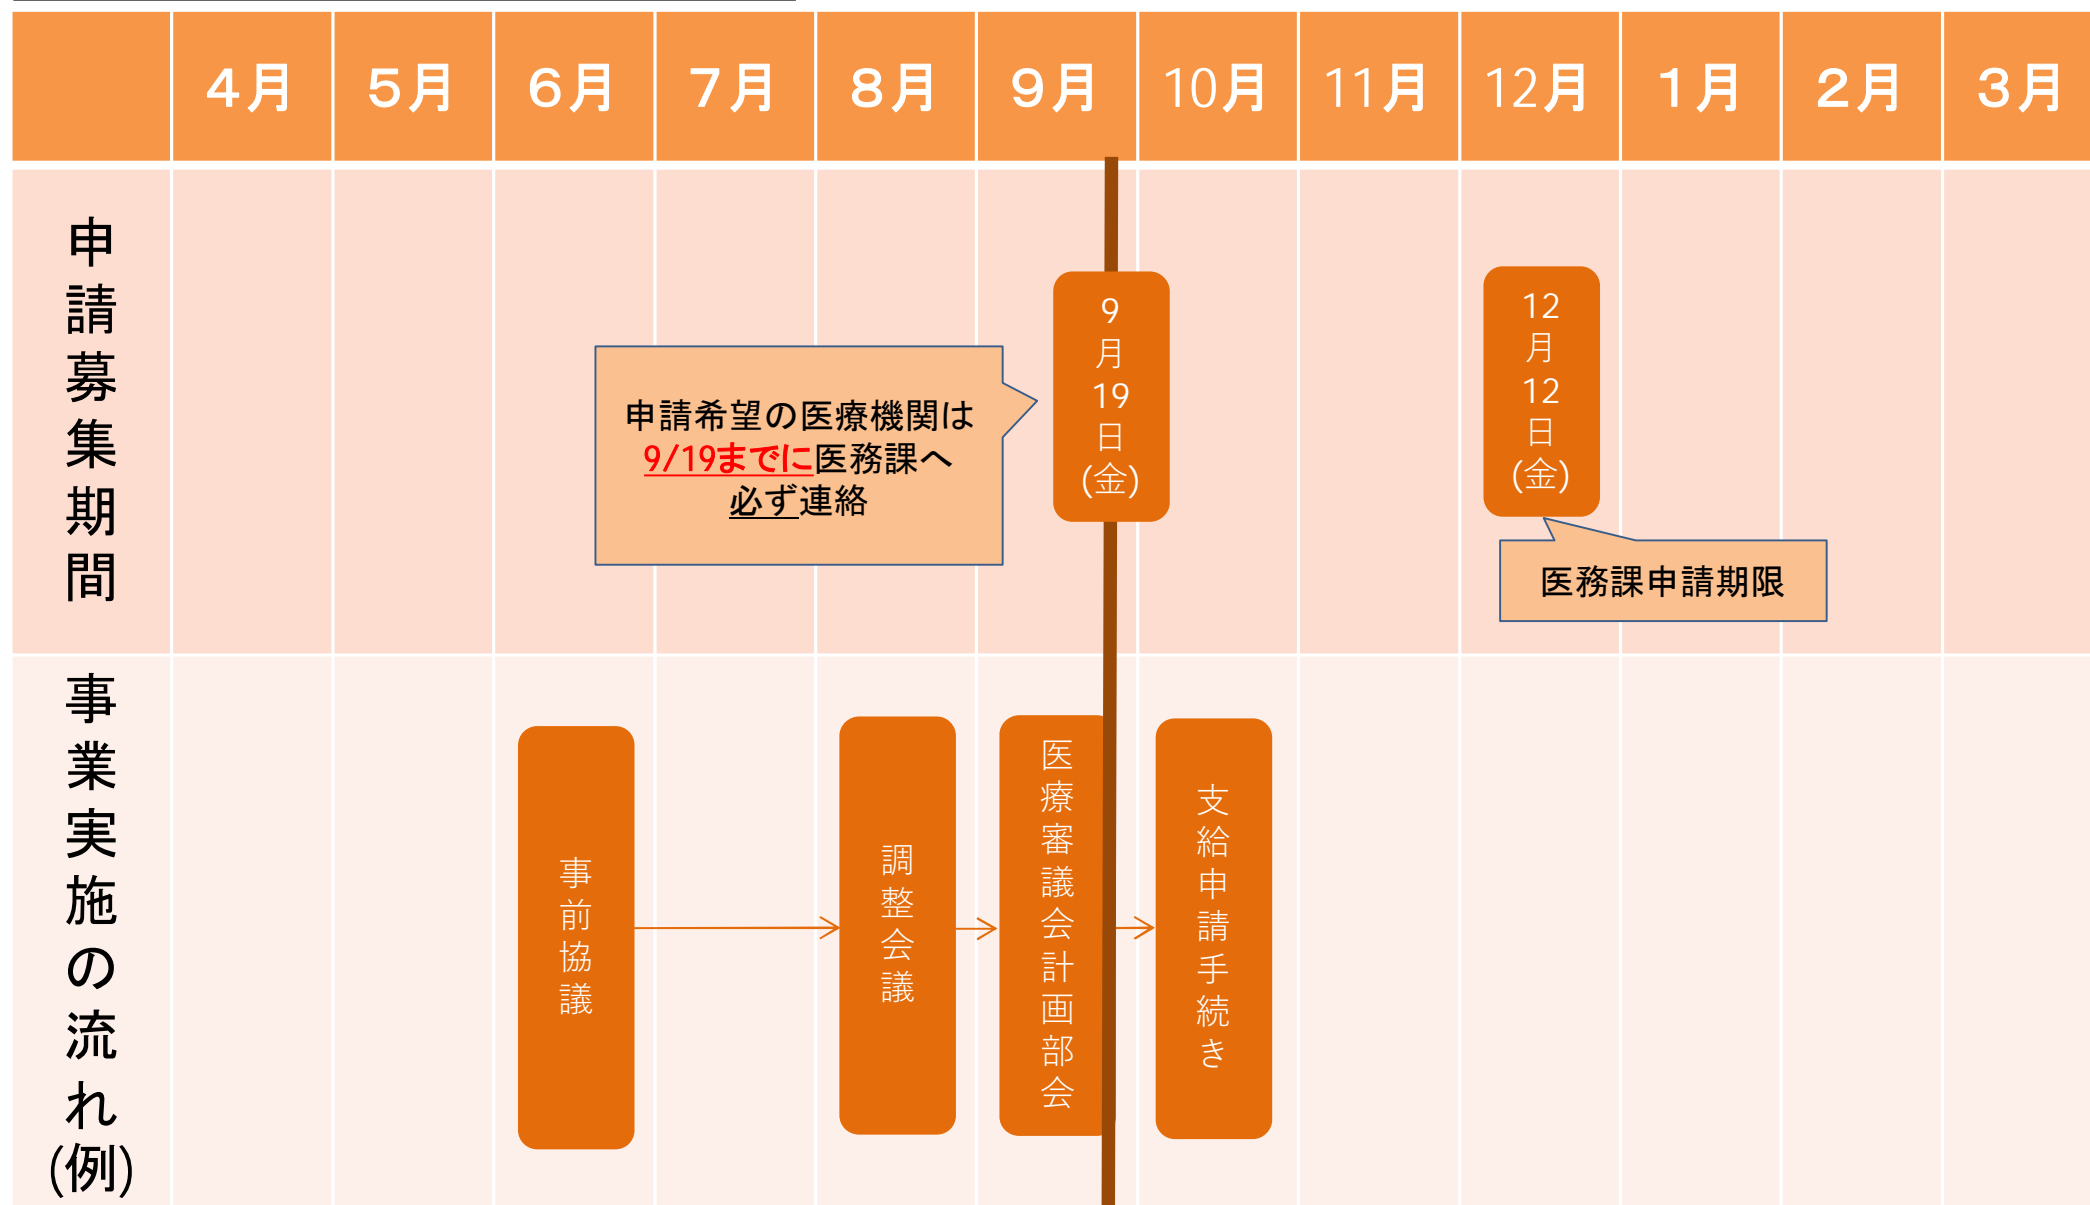 4月 5月 6月 7月 8月 9月 10月 11月 12月 1月 2月 3月
申請募集期間
申請希望の医療機関は
9/19までに医務課へ
必ず連絡
9月19日(金)
12月12日(金)
医務課申請期限
事業実施の流れ(例)
事前協議
調整会議
医療審議会計画部会
支給申請手続き